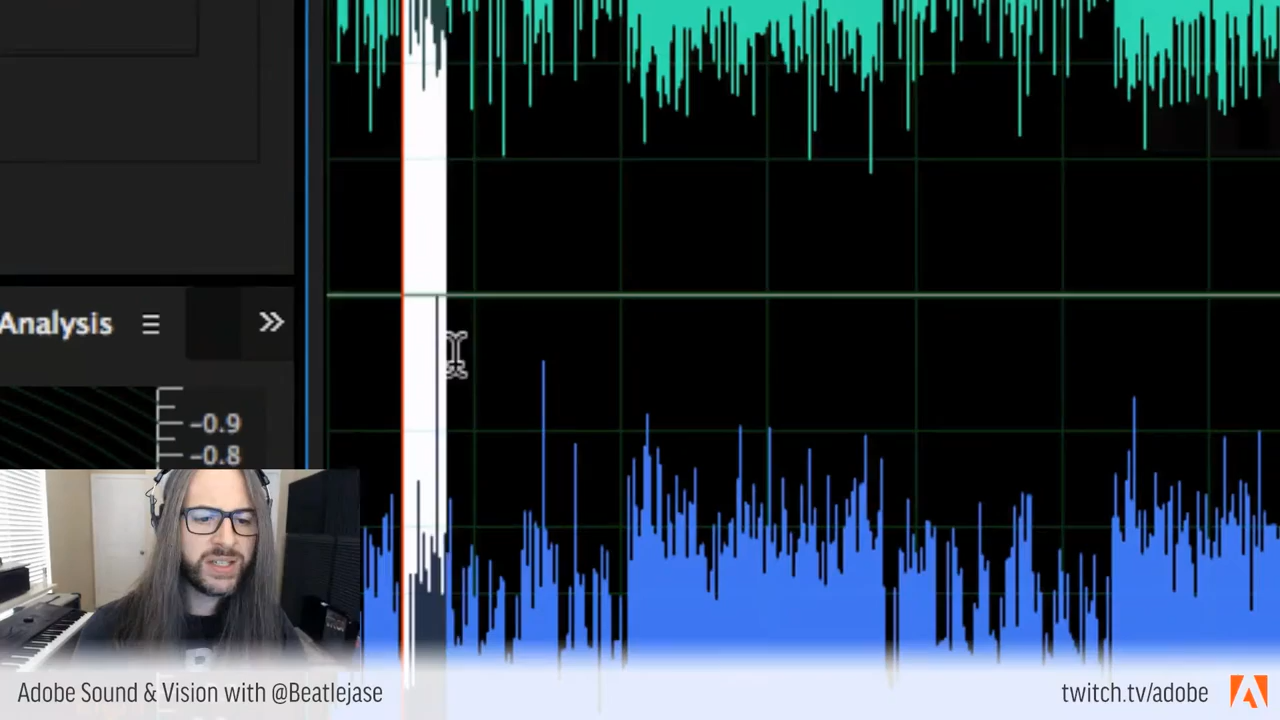 Analysis
-0.9
-0.8
Adobe Sound & Vision with @Beatlejase
twitch.tv/adobe